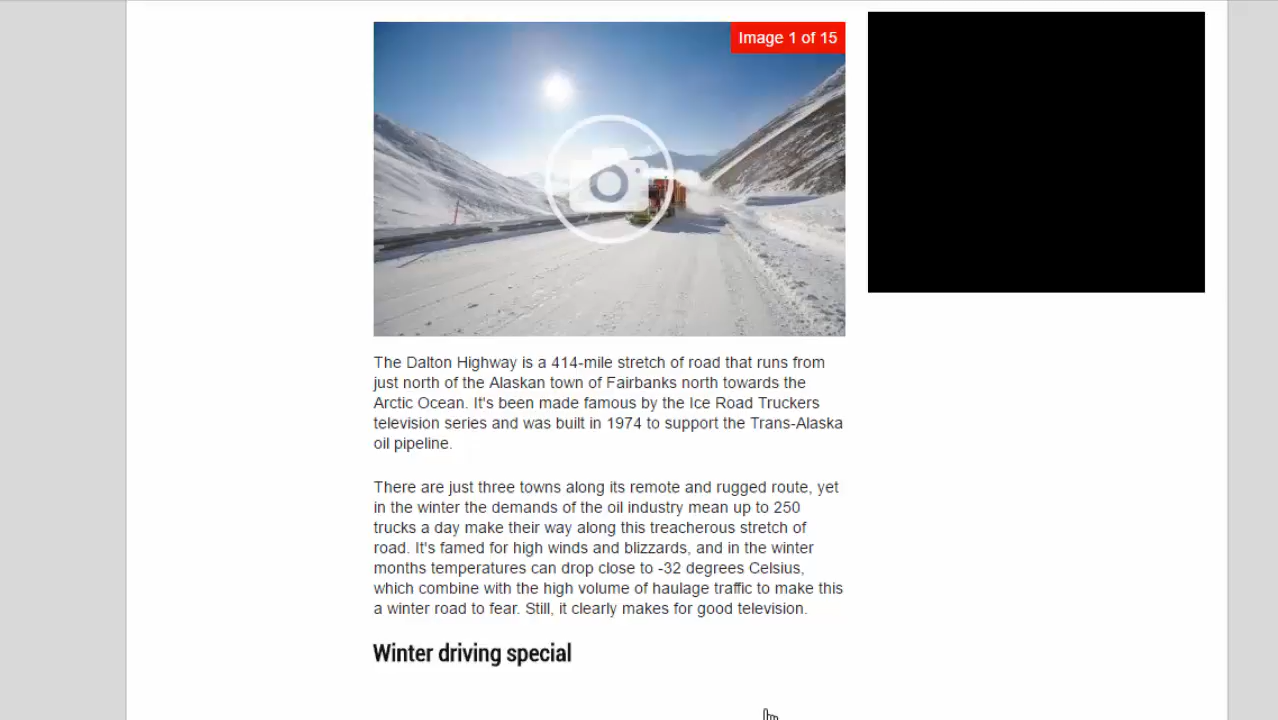 Image 1 of 15
The Dalton Highway is a 414-mile stretch of road that runs from
just north of the Alaskan town of Fairbanks north towards the
Arctic Ocean. It's been made famous by the Ice Road Truckers
television series and was built in 1974 to support the Trans-Alaska
oil pipeline.
There are just three towns along its remote and rugged route, yet
in the winter the demands of the oil industry mean up to 250
trucks a day make their way along this treacherous stretch of
road. It's famed for high winds and blizzards, and in the winter
months temperatures can drop close to -32 degrees Celsius,
which combine with the high volume of haulage traffic to make this
a winter road to fear. Still, it clearly makes for good television.
Winter driving special